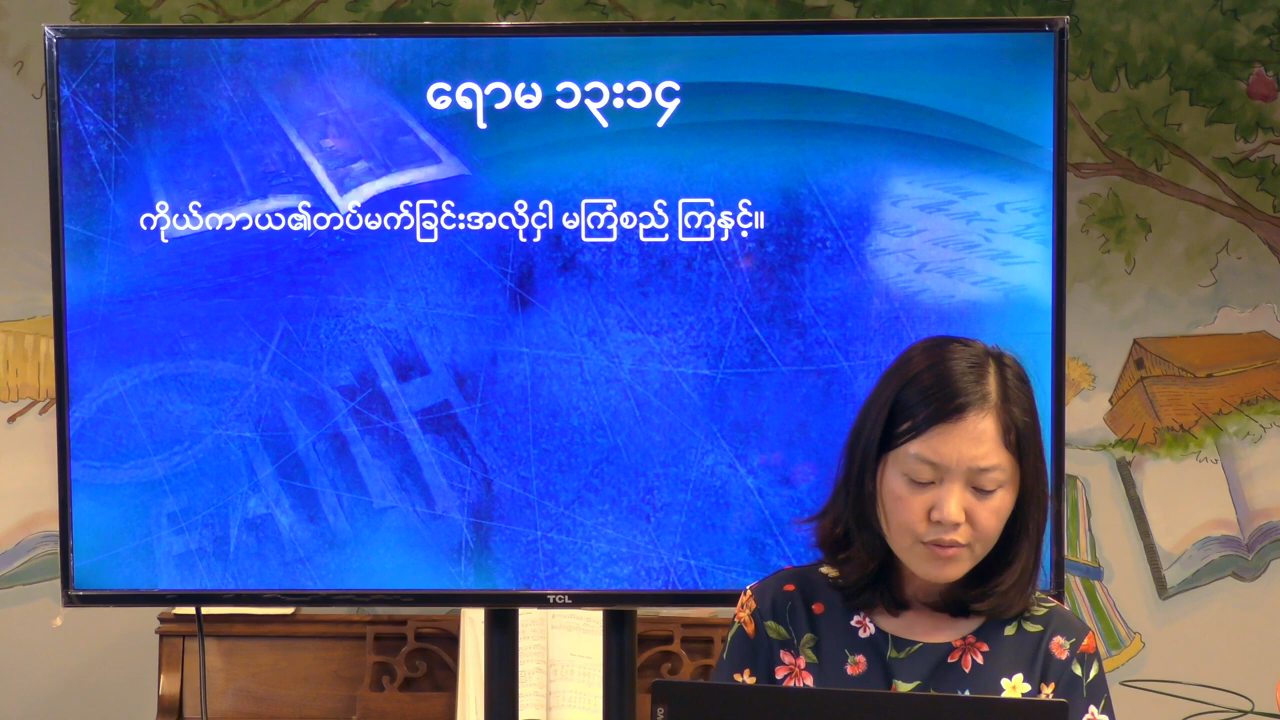 ရောမ ၁၃း၁၄
ကိုယ်ကာယ၏တပ်မက်ခြင်းအလိုငှါ မကြံစည် ကြနှင့်။
TCL